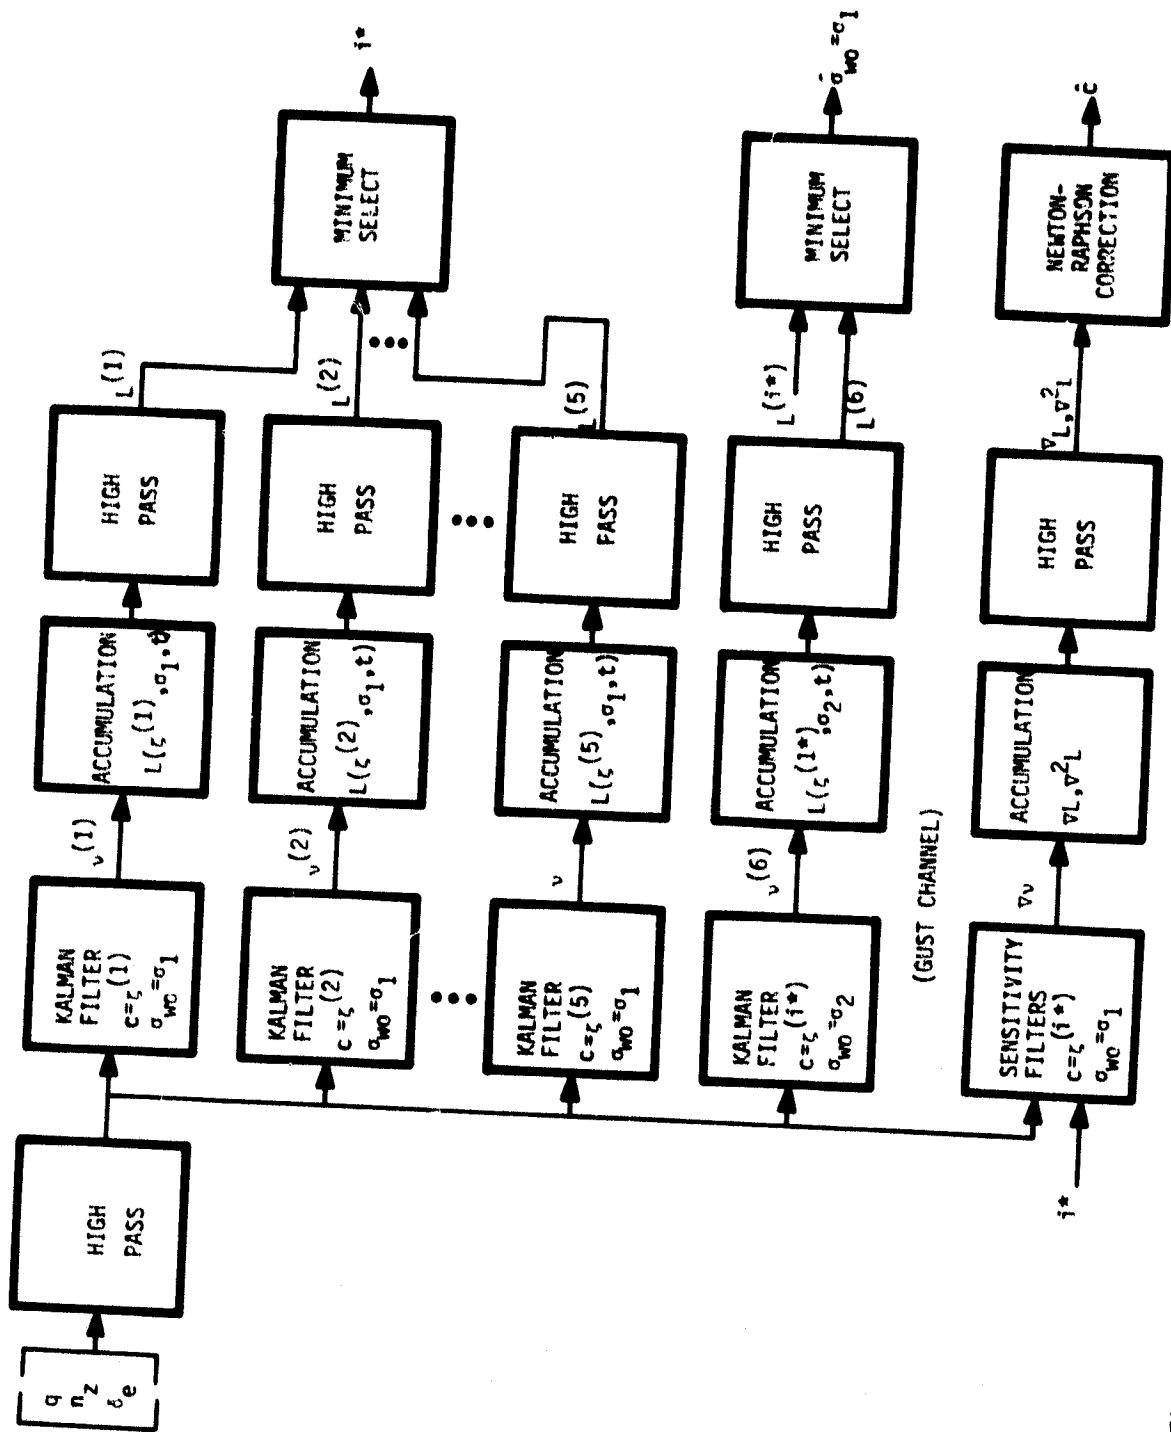 q
n_z
δ_e
HIGH
PASS
KALMAN
FILTER
c=ζ^(1)
σ_WO=σ_1
ν^(1)
ACCUMULATION
L(ζ^(1),σ_1,t)
HIGH
PASS
L^(1)
KALMAN
FILTER
c=ζ^(2)
σ_WO=σ_1
ν^(2)
ACCUMULATION
L(ζ^(2),σ_1,t)
HIGH
PASS
L^(2)
MINIMUM
SELECT
i*
•••
•••
•••
KALMAN
FILTER
c=ζ^(5)
σ_WO=σ_1
ν
ACCUMULATION
L(ζ^(5),σ_1,t)
HIGH
PASS
L^(5)
KALMAN
FILTER
c=ζ^(i*)
σ_WO=σ_2
ν^(6)
ACCUMULATION
L(ζ^(i*),σ_2,t)
HIGH
PASS
L^(i*)
L^(6)
MINIMUM
SELECT
σ̂_WO=σ_1
(GUST CHANNEL)
i*
SENSITIVITY
FILTERS
c=ζ^(i*)
σ_WO=σ_1
∇ν
ACCUMULATION
∇L,∇^2L
HIGH
PASS
∇L,∇^2L
NEWTON-
RAPHSON
CORRECTION
ĉ